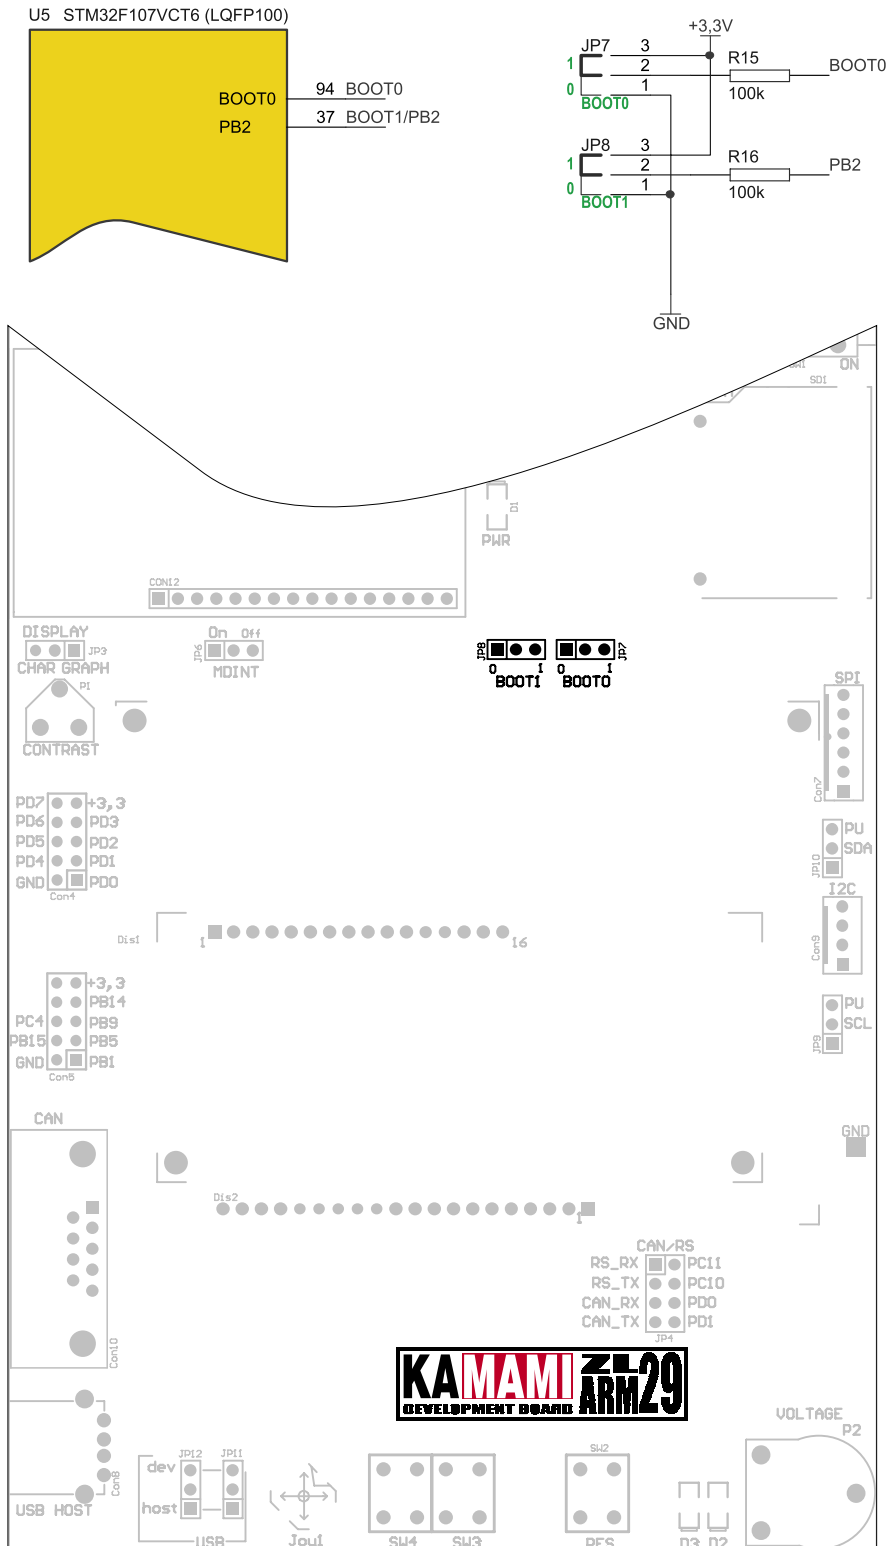 U5 STM32F107VCT6 (LQFP100)
BOOT0 94 BOOT0
PB2 37 BOOT1/PB2
+3,3V
JP7 3
1 2 R15 BOOT0
0 1 100k
BOOT0
JP8 3
1 2 R16 PB2
0 1 100k
BOOT1
GND
ON
SD1
D1
PWR
CON12
DISPLAY
JP3
CHAR GRAPH
On Off
JP6
MDINT
JP8
0 1
BOOT1
JP7
0 1
BOOT0
P1
CONTRAST
SPI
Con7
PD7 +3,3
PD6 PD3
PD5 PD2
PD4 PD1
GND PD0
Con4
PU
SDA
JP10
I2C
Con9
Dis1
1 16
+3,3
PB14
PC4 PB9
PB15 PB5
GND PB1
Con5
PU
SCL
JP9
CAN
GND
Dis2
1
CAN/RS
RS_RX PC11
RS_TX PC10
CAN_RX PD0
CAN_TX PD1
JP4
Con10
KAMAMI ZL
DEVELOPMENT BOARD ARM29
VOLTAGE
P2
JP12 JP11
dev
host
USB
Con8
USB HOST
Joy1
SW4 SW3
SW2
RES
D3 D2